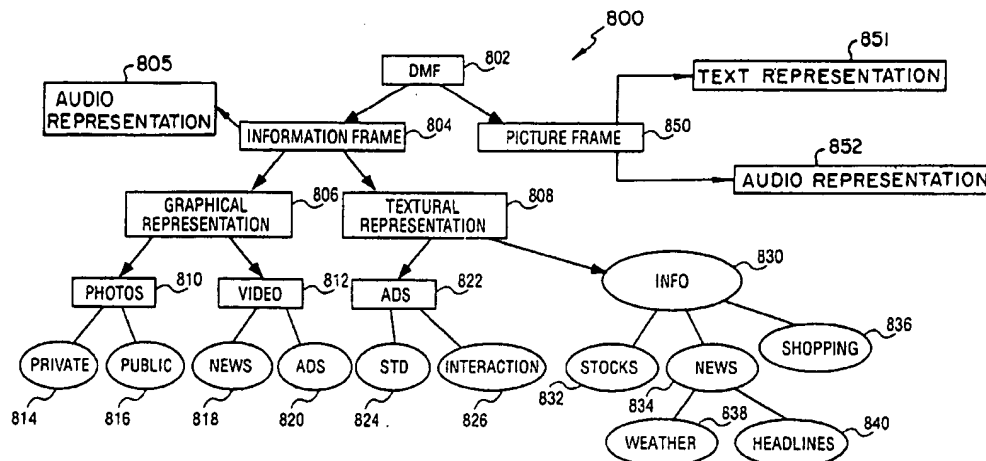 800
805
DMF 802
851
TEXT REPRESENTATION
AUDIO
REPRESENTATION
INFORMATION FRAME 804
PICTURE FRAME 850
852
AUDIO REPRESENTATION
GRAPHICAL
REPRESENTATION
806
TEXTURAL
REPRESENTATION
808
PHOTOS 810
VIDEO 812
ADS 822
INFO 830
PRIVATE
PUBLIC
NEWS
ADS
STD
INTERACTION
STOCKS
NEWS
SHOPPING 836
814
816
818
820
824
826
832
834
838
WEATHER
HEADLINES 840